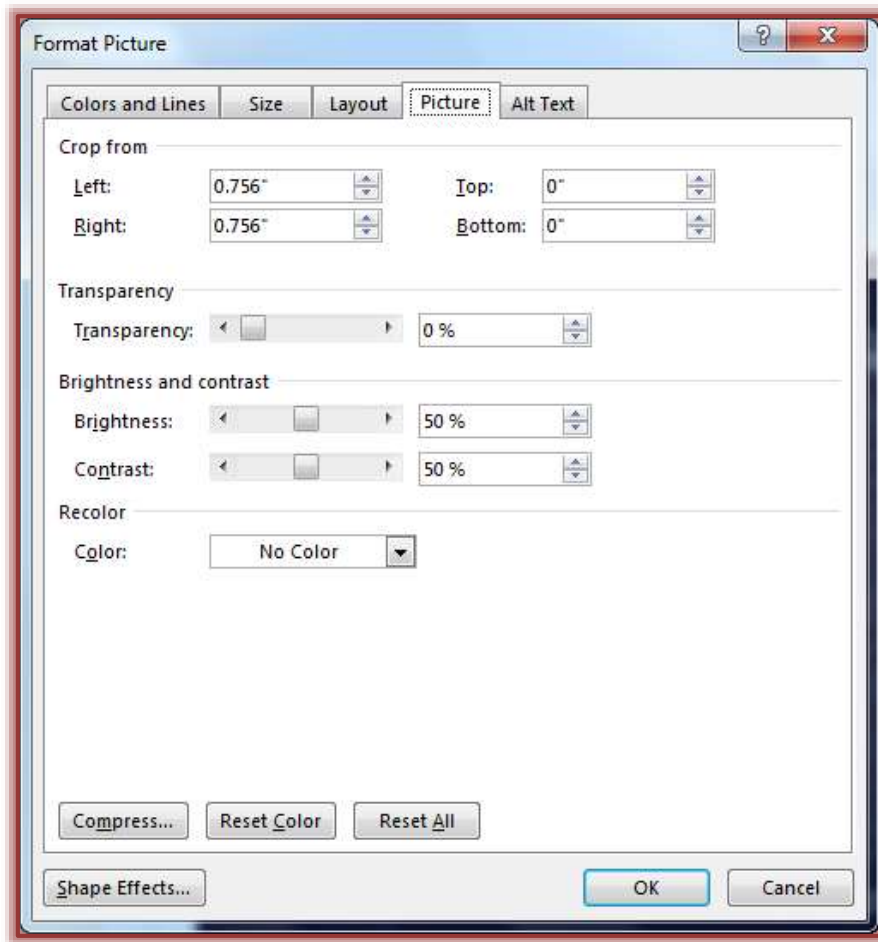 Format Picture
Colors and Lines Size Layout Picture Alt Text
Crop from
Left: 0.756" Top: 0"
Right: 0.756" Bottom: 0"
Transparency
Transparency: 0 %
Brightness and contrast
Brightness: 50 %
Contrast: 50 %
Recolor
Color: No Color
Compress... Reset Color Reset All
Shape Effects... OK Cancel